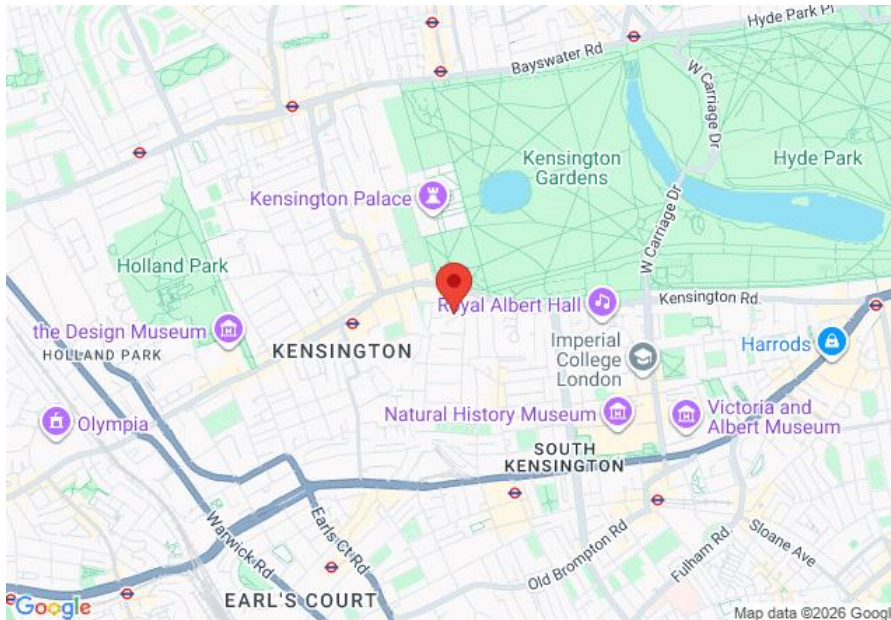 Hyde Park Pl
Bayswater Rd
W Carriage Dr
Kensington
Gardens
Hyde Park
Kensington Palace
W Carriage Dr
Holland Park
Royal Albert Hall
Kensington Rd.
the Design Museum
HOLLAND PARK
KENSINGTON
Imperial
College
London
Harrods
Olympia
Natural History Museum
Victoria and
Albert Museum
SOUTH
KENSINGTON
Warwick Rd
Earls Ct Rd
Old Brompton Rd
Fulham Rd.
Sloane Ave
EARL'S COURT
Google
Map data ©2026 Googl